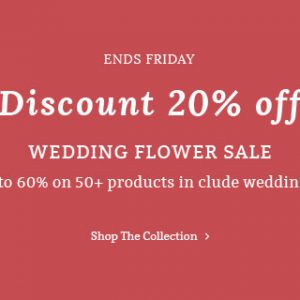 ENDS FRIDAY
Discount 20% off
WEDDING FLOWER SALE
to 60% on 50+ products in clude weddin
Shop The Collection >